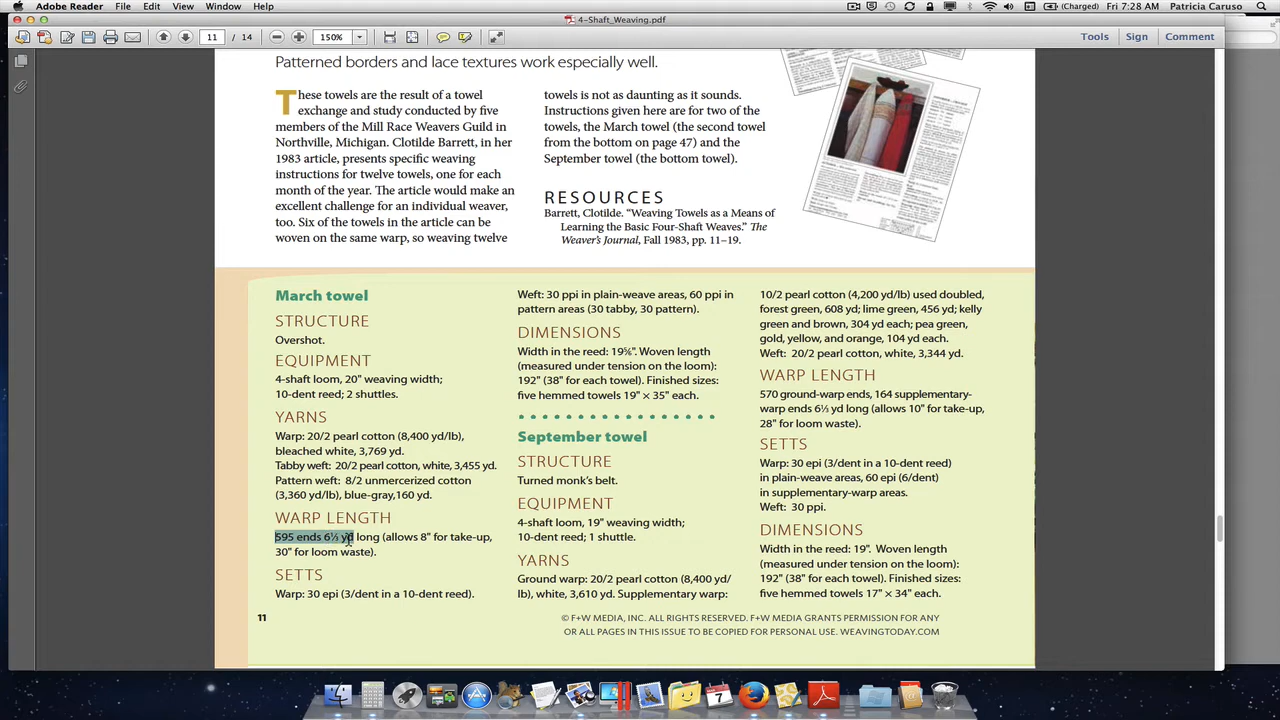 Adobe Reader File Edit View Window Help
(Charged) Fri 7:28 AM Patricia Caruso
4-Shaft_Weaving.pdf
11 / 14 150% Tools Sign Comment
Patterned borders and lace textures work especially well.
These towels are the result of a towel
exchange and study conducted by five
members of the Mill Race Weavers Guild in
Northville, Michigan. Clotilde Barrett, in her
1983 article, presents specific weaving
instructions for twelve towels, one for each
month of the year. The article would make an
excellent challenge for an individual weaver,
too. Six of the towels in the article can be
woven on the same warp, so weaving twelve
towels is not as daunting as it sounds.
Instructions given here are for two of the
towels, the March towel (the second towel
from the bottom on page 47) and the
September towel (the bottom towel).
RESOURCES
Barrett, Clotilde. “Weaving Towels as a Means of
Learning the Basic Four-Shaft Weaves.” The
Weaver’s Journal, Fall 1983, pp. 11–19.
March towel
STRUCTURE
Overshot.
EQUIPMENT
4-shaft loom, 20" weaving width;
10-dent reed; 2 shuttles.
YARNS
Warp: 20/2 pearl cotton (8,400 yd/lb),
bleached white, 3,769 yd.
Tabby weft: 20/2 pearl cotton, white, 3,455 yd.
Pattern weft: 8/2 unmercerized cotton
(3,360 yd/lb), blue-gray,160 yd.
WARP LENGTH
595 ends 6⅓ yd long (allows 8" for take-up,
30" for loom waste).
SETTS
Warp: 30 epi (3/dent in a 10-dent reed).
Weft: 30 ppi in plain-weave areas, 60 ppi in
pattern areas (30 tabby, 30 pattern).
DIMENSIONS
Width in the reed: 19⅝". Woven length
(measured under tension on the loom):
192" (38" for each towel). Finished sizes:
five hemmed towels 19" × 35" each.
September towel
STRUCTURE
Turned monk’s belt.
EQUIPMENT
4-shaft loom, 19" weaving width;
10-dent reed; 1 shuttle.
YARNS
Ground warp: 20/2 pearl cotton (8,400 yd/
lb), white, 3,610 yd. Supplementary warp:
10/2 pearl cotton (4,200 yd/lb) used doubled,
forest green, 608 yd; lime green, 456 yd; kelly
green and brown, 304 yd each; pea green,
gold, yellow, and orange, 104 yd each.
Weft: 20/2 pearl cotton, white, 3,344 yd.
WARP LENGTH
570 ground-warp ends, 164 supplementary-
warp ends 6⅓ yd long (allows 10" for take-up,
28" for loom waste).
SETTS
Warp: 30 epi (3/dent in a 10-dent reed)
in plain-weave areas, 60 epi (6/dent)
in supplementary-warp areas.
Weft: 30 ppi.
DIMENSIONS
Width in the reed: 19". Woven length
(measured under tension on the loom):
192" (38" for each towel). Finished sizes:
five hemmed towels 17" × 34" each.
11
© F+W MEDIA, INC. ALL RIGHTS RESERVED. F+W MEDIA GRANTS PERMISSION FOR ANY
OR ALL PAGES IN THIS ISSUE TO BE COPIED FOR PERSONAL USE. WEAVINGTODAY.COM
7